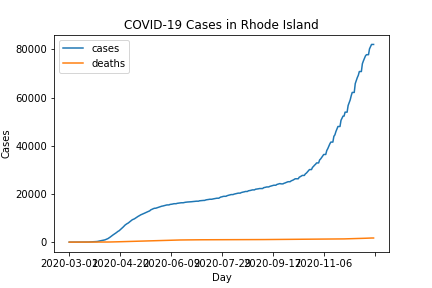 COVID-19 Cases in Rhode Island
cases
deaths
80000
60000
40000
20000
0
Cases
2020-03-01 2020-04-20 2020-06-09 2020-07-29 2020-09-17 2020-11-06
Day